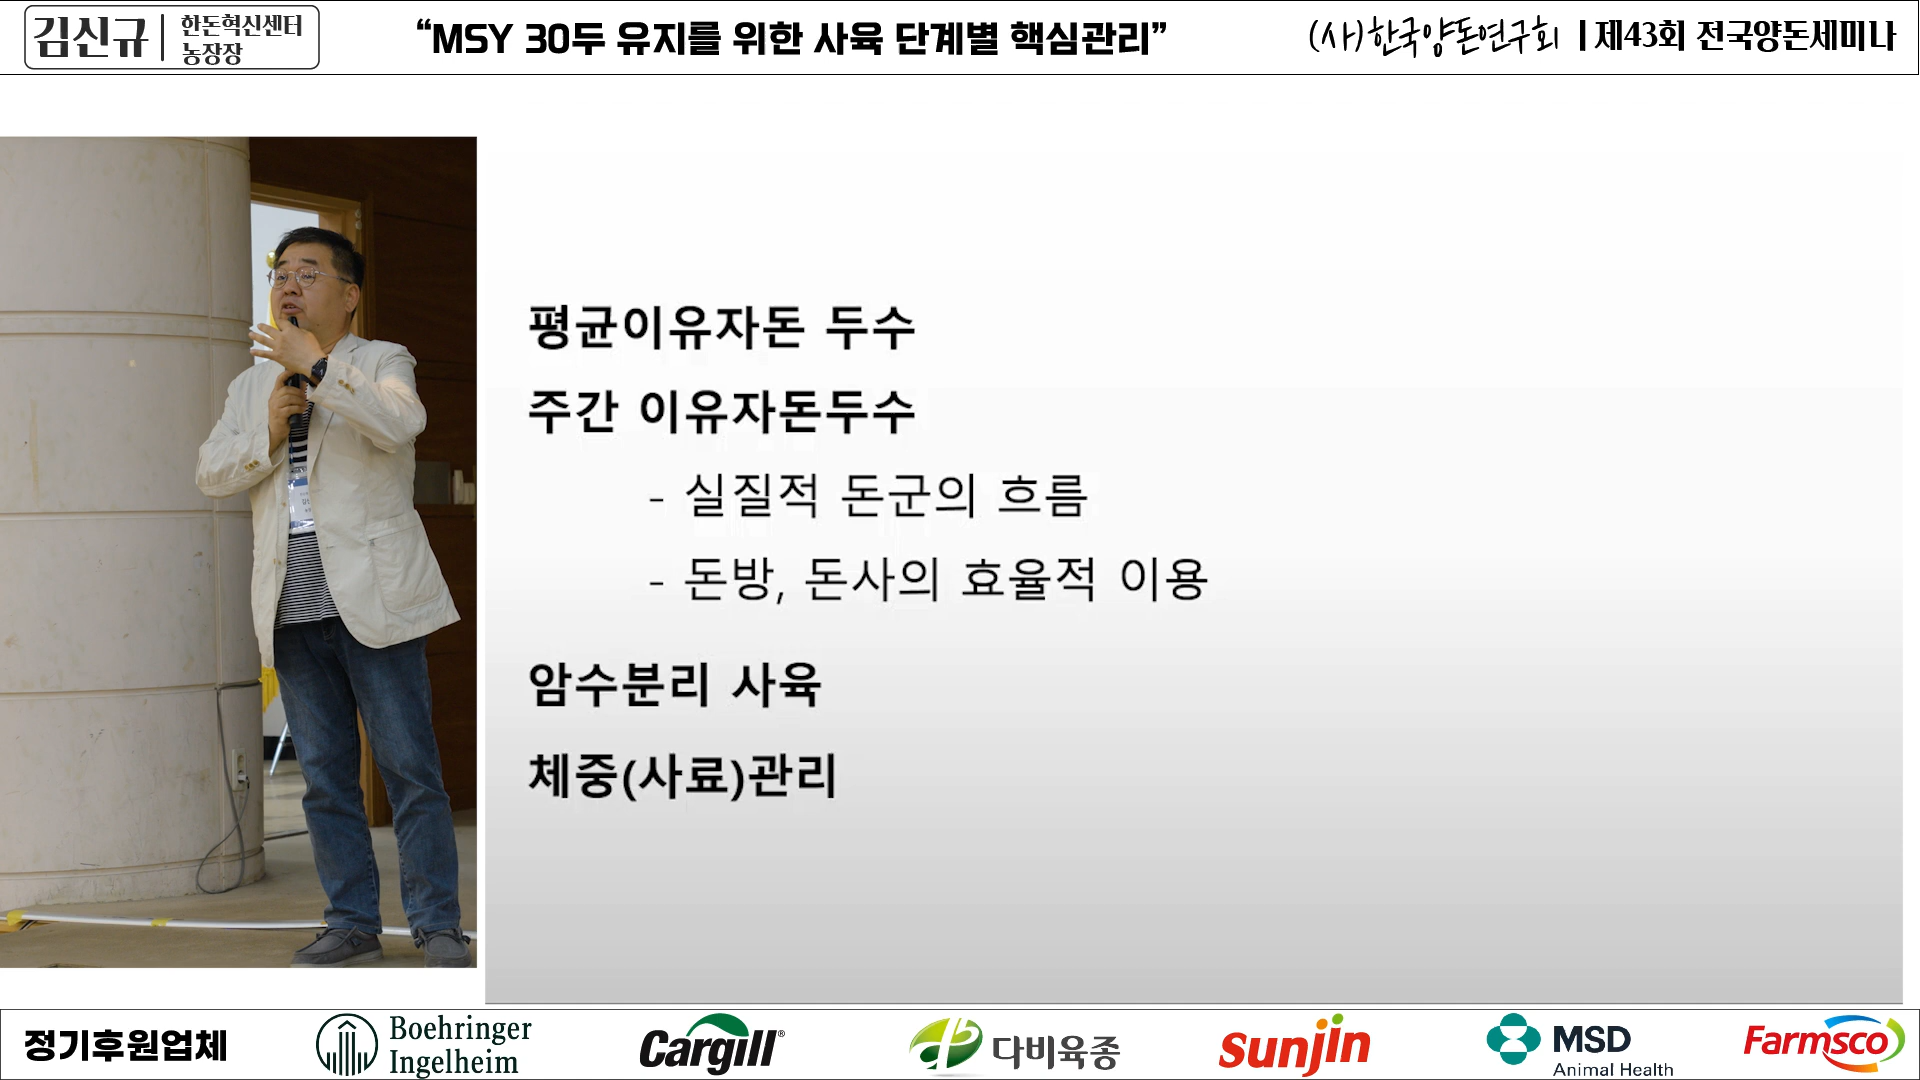 김신규
한돈혁신센터
농장장
“MSY 30두 유지를 위한 사육 단계별 핵심관리”
(사)한국양돈연구회 | 제43회 전국양돈세미나
평균이유자돈 두수
주간 이유자돈두수
- 실질적 돈군의 흐름
- 돈방, 돈사의 효율적 이용
암수분리 사육
체중(사료)관리
정기후원업체
Boehringer
Ingelheim
Cargill®
다비육종
Sunjin
MSD
Animal Health
Farmsco